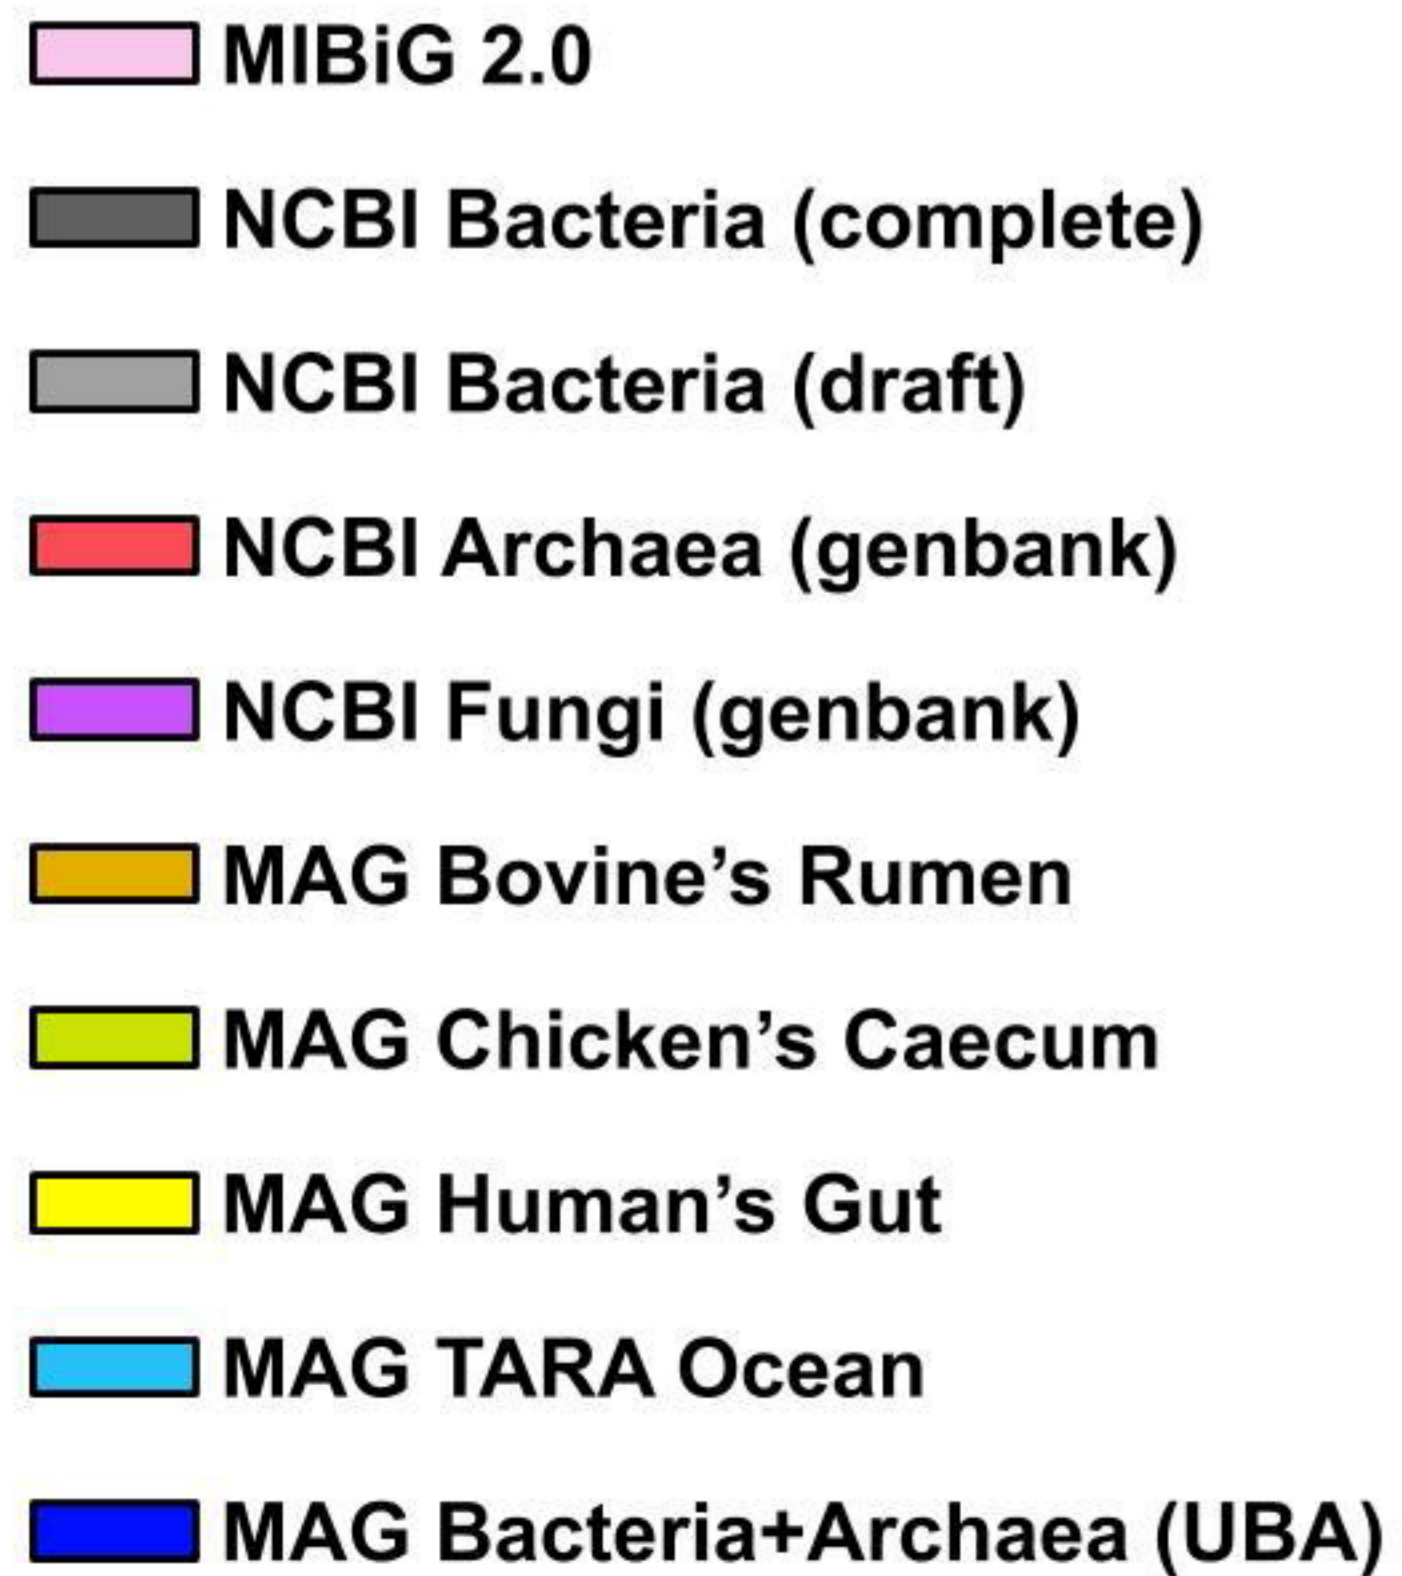 MIBiG 2.0
NCBI Bacteria (complete)
NCBI Bacteria (draft)
NCBI Archaea (genbank)
NCBI Fungi (genbank)
MAG Bovine’s Rumen
MAG Chicken’s Caecum
MAG Human’s Gut
MAG TARA Ocean
MAG Bacteria+Archaea (UBA)